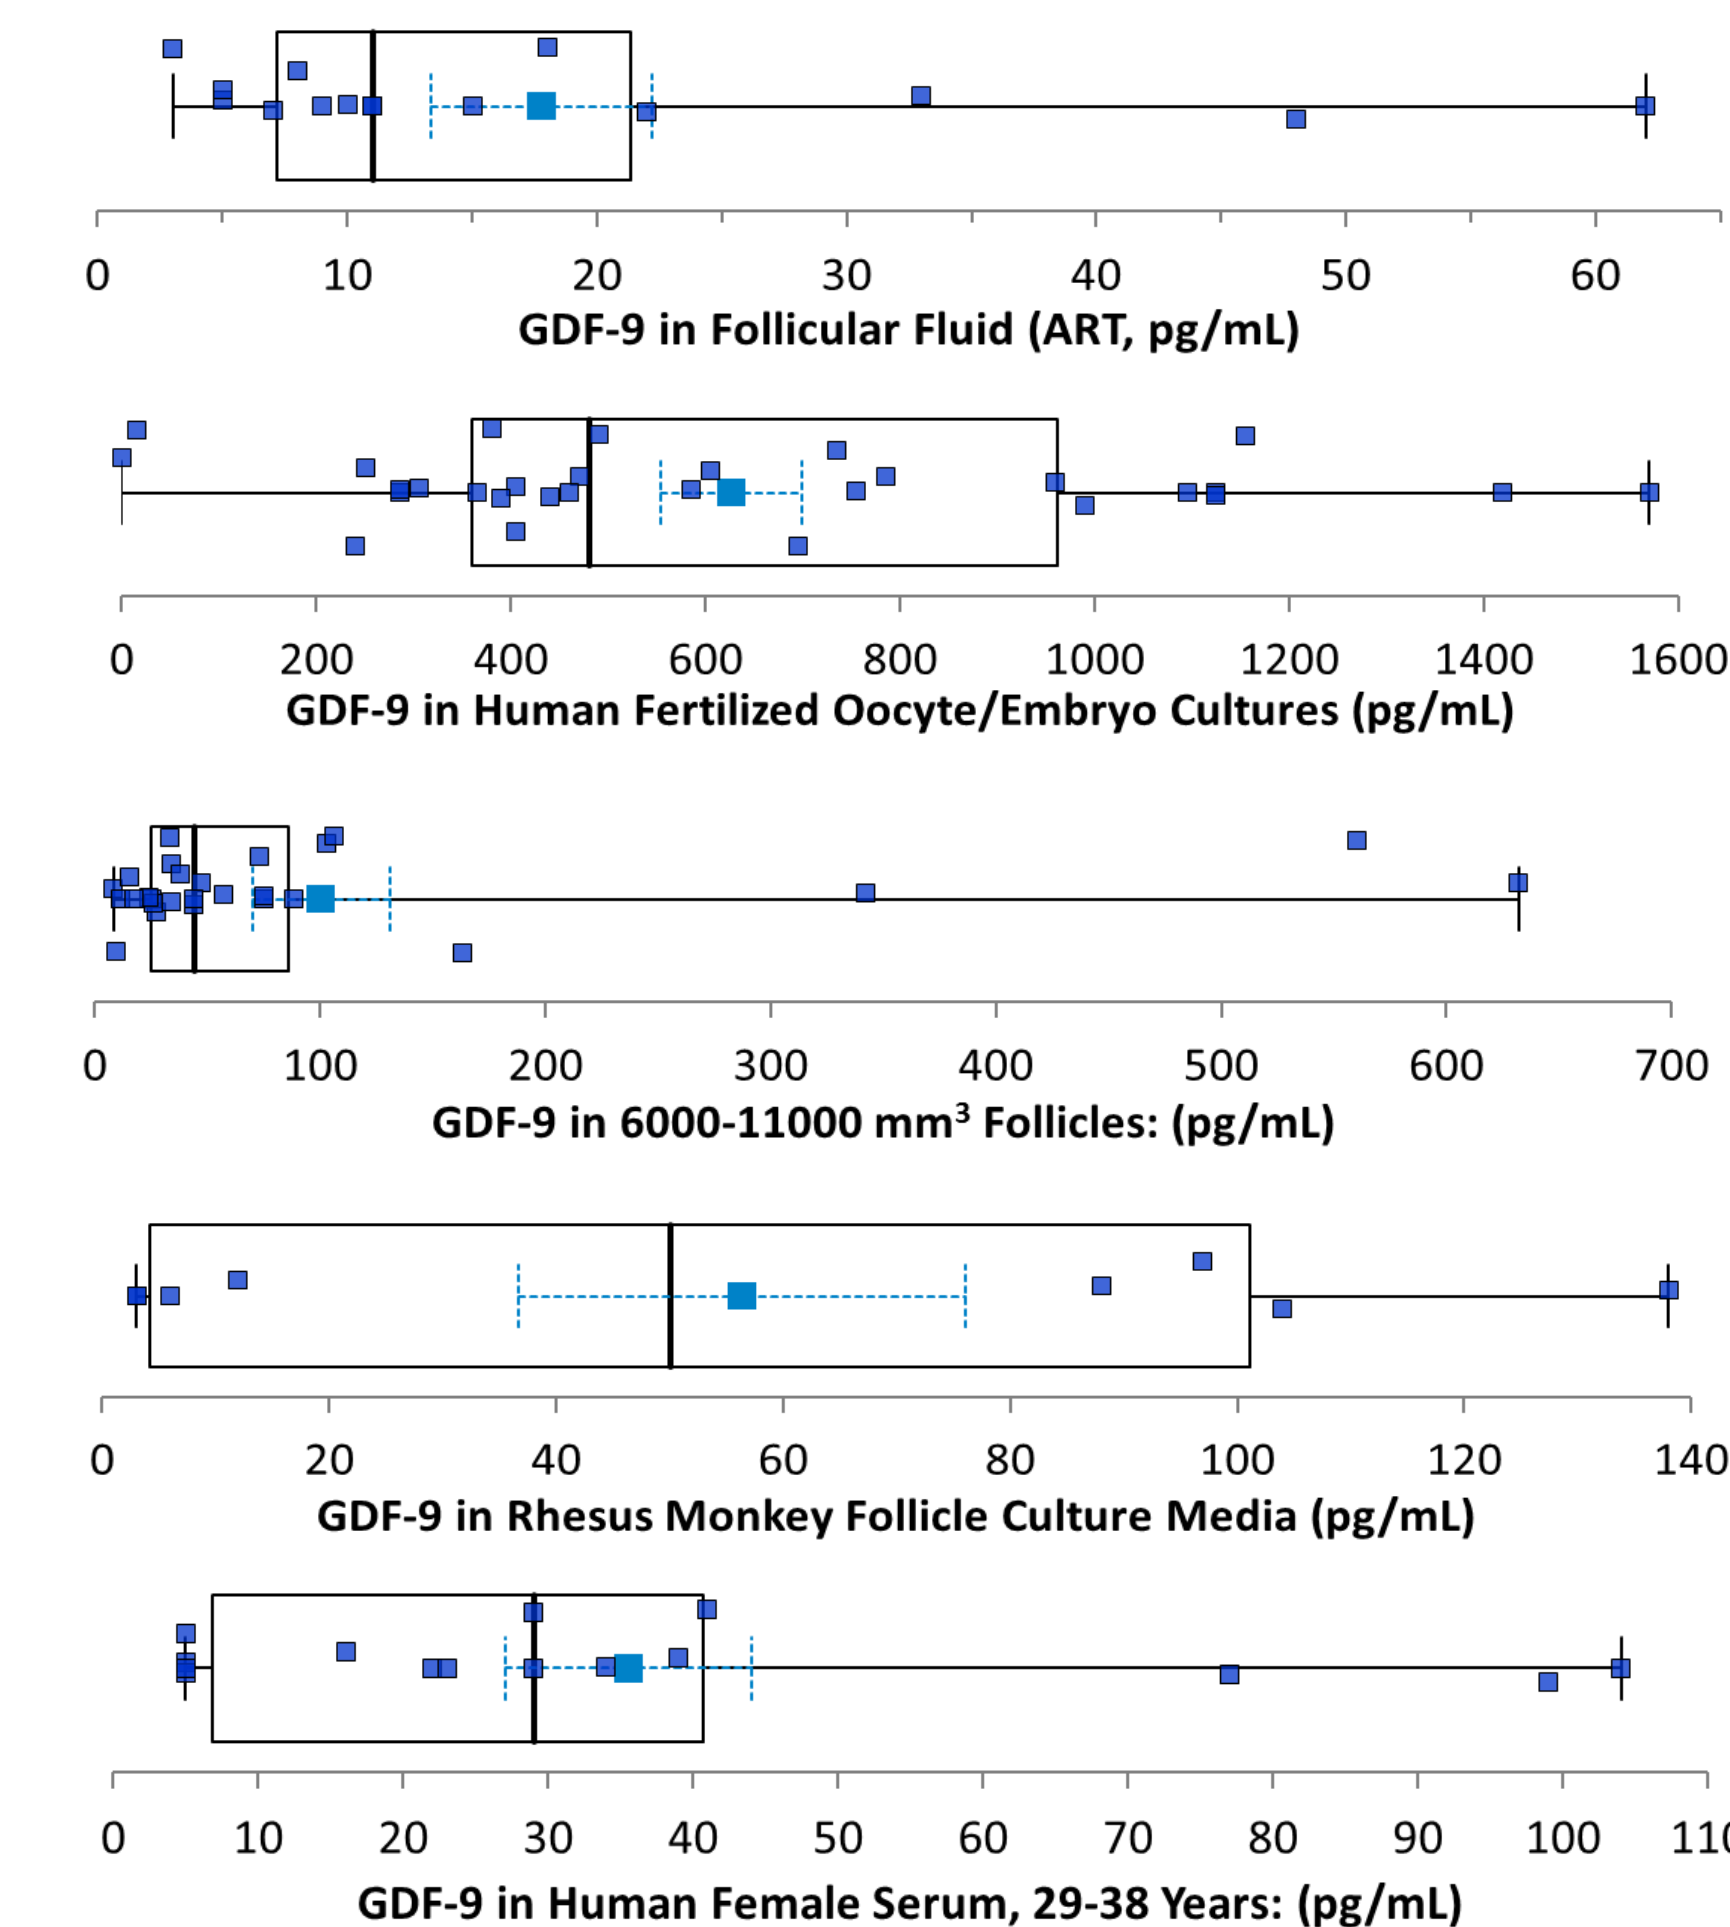 0 10 20 30 40 50 60
GDF-9 in Follicular Fluid (ART, pg/mL)
0 200 400 600 800 1000 1200 1400 1600
GDF-9 in Human Fertilized Oocyte/Embryo Cultures (pg/mL)
0 100 200 300 400 500 600 700
GDF-9 in 6000-11000 mm³ Follicles: (pg/mL)
0 20 40 60 80 100 120 140
GDF-9 in Rhesus Monkey Follicle Culture Media (pg/mL)
0 10 20 30 40 50 60 70 80 90 100 110
GDF-9 in Human Female Serum, 29-38 Years: (pg/mL)